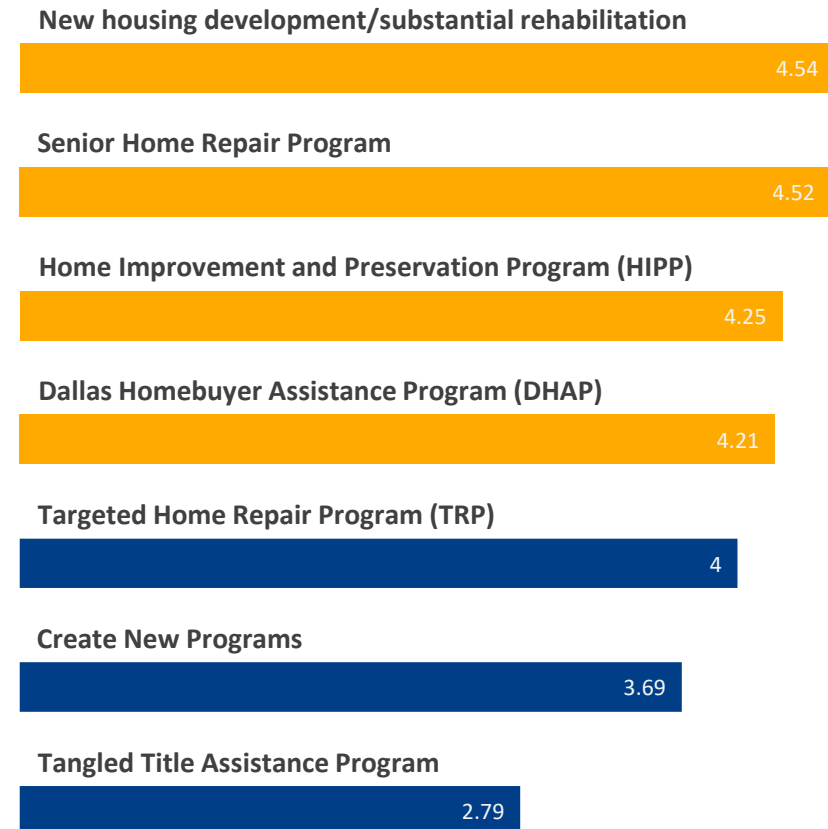 New housing development/substantial rehabilitation
4.54
Senior Home Repair Program
4.52
Home Improvement and Preservation Program (HIPP)
4.25
Dallas Homebuyer Assistance Program (DHAP)
4.21
Targeted Home Repair Program (TRP)
4
Create New Programs
3.69
Tangled Title Assistance Program
2.79